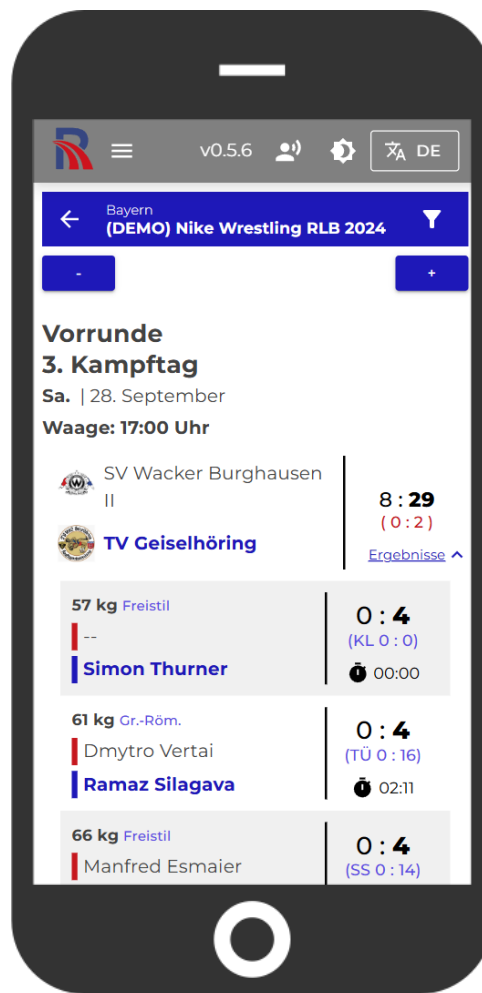 v0.5.6
DE
Bayern
(DEMO) Nike Wrestling RLB 2024
-
+
Vorrunde
3. Kampftag
Sa. | 28. September
Waage: 17:00 Uhr
SV Wacker Burghausen
II
8 : 29
( 0 : 2 )
TV Geiselhöring
Ergebnisse
57 kg Freistil
0 : 4
--
(KL 0 : 0)
Simon Thurner
00:00
61 kg Gr.-Röm.
0 : 4
Dmytro Vertai
(TÜ 0 : 16)
Ramaz Silagava
02:11
66 kg Freistil
0 : 4
Manfred Esmaier
(SS 0 : 14)